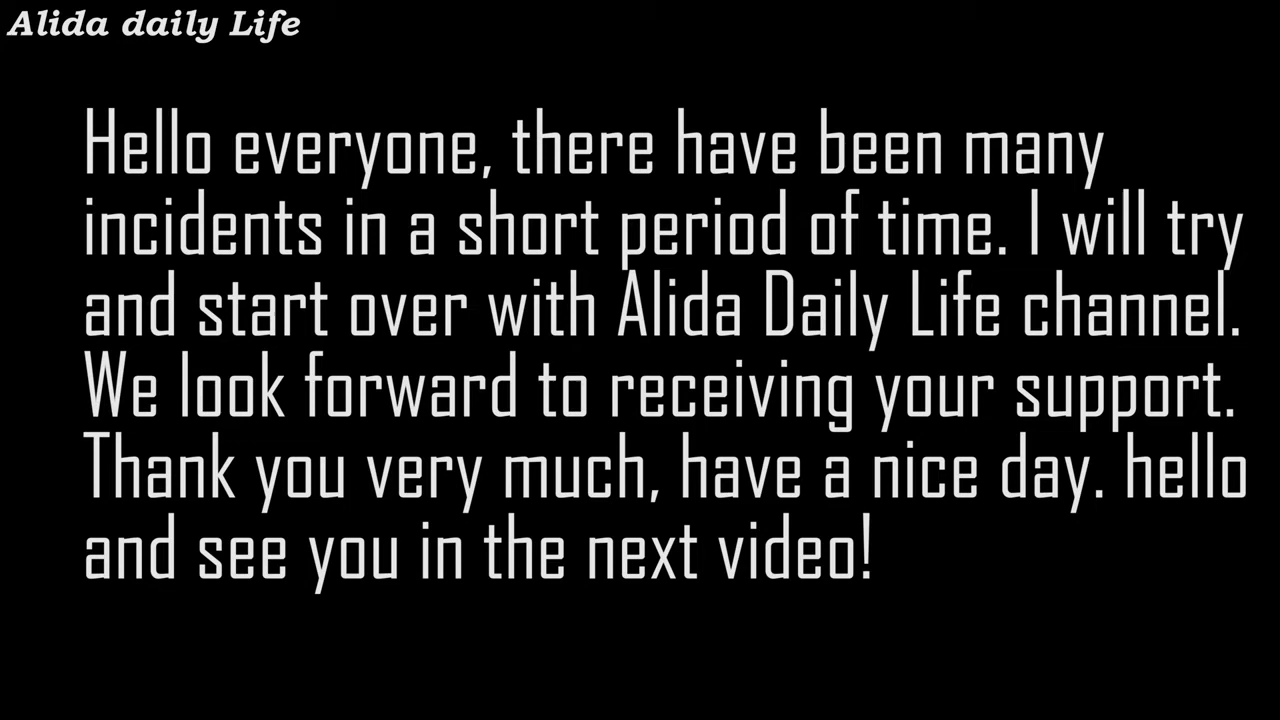 Alida daily Life
Hello everyone, there have been many
incidents in a short period of time. I will try
and start over with Alida Daily Life channel.
We look forward to receiving your support.
Thank you very much, have a nice day. hello
and see you in the next video!